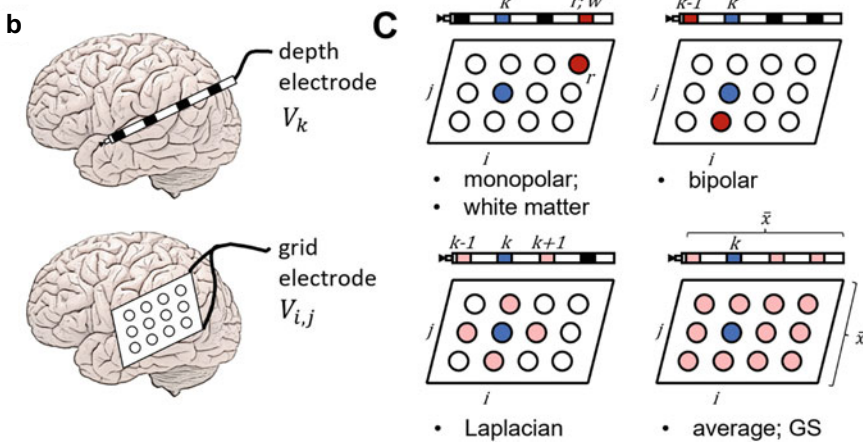 b
depth
electrode
V_k
grid
electrode
V_{i,j}
C
k
r; w
j
r
i
• monopolar;
• white matter
k-1
k
j
i
• bipolar
k-1
k
k+1
j
i
• Laplacian
x̄
k
j
x̄
i
• average; GS